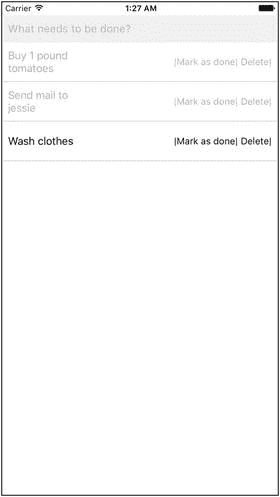 Carrier 1:27 AM
What needs to be done?
Buy 1 pound
tomatoes |Mark as done| Delete|
Send mail to
jessie |Mark as done| Delete|
Wash clothes |Mark as done| Delete|